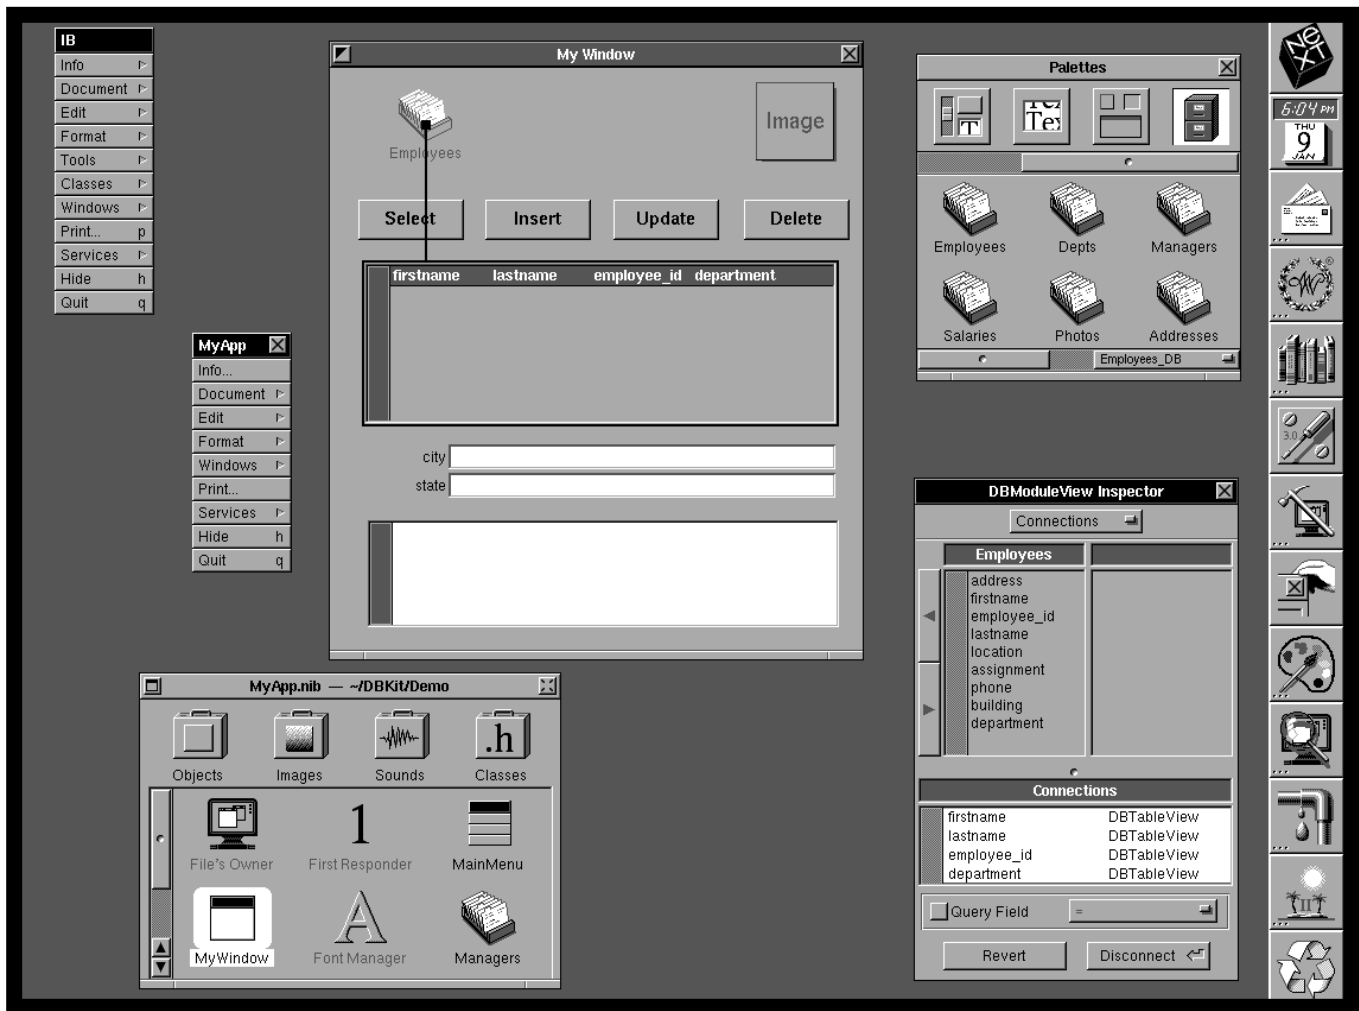 IB
Info
Document
Edit
Format
Tools
Classes
Windows
Print... p
Services
Hide h
Quit q
MyApp
Info...
Document
Edit
Format
Windows
Print...
Services
Hide h
Quit q
My Window
Employees
Image
Select Insert Update Delete
firstname lastname employee_id department
city
state
MyApp.nib — ~/DBKit/Demo
.h
Objects Images Sounds Classes
1
File's Owner First Responder MainMenu
A
MyWindow Font Manager Managers
Palettes
T
Employees Depts Managers
Salaries Photos Addresses
Employees_DB
DBModuleView Inspector
Connections
Employees
address
firstname
employee_id
lastname
location
assignment
phone
building
department
Connections
firstname DBTableView
lastname DBTableView
employee_id DBTableView
department DBTableView
Query Field =
Revert Disconnect
NeXT
6:04 PM
THU
9
JAN
W
3.0
II